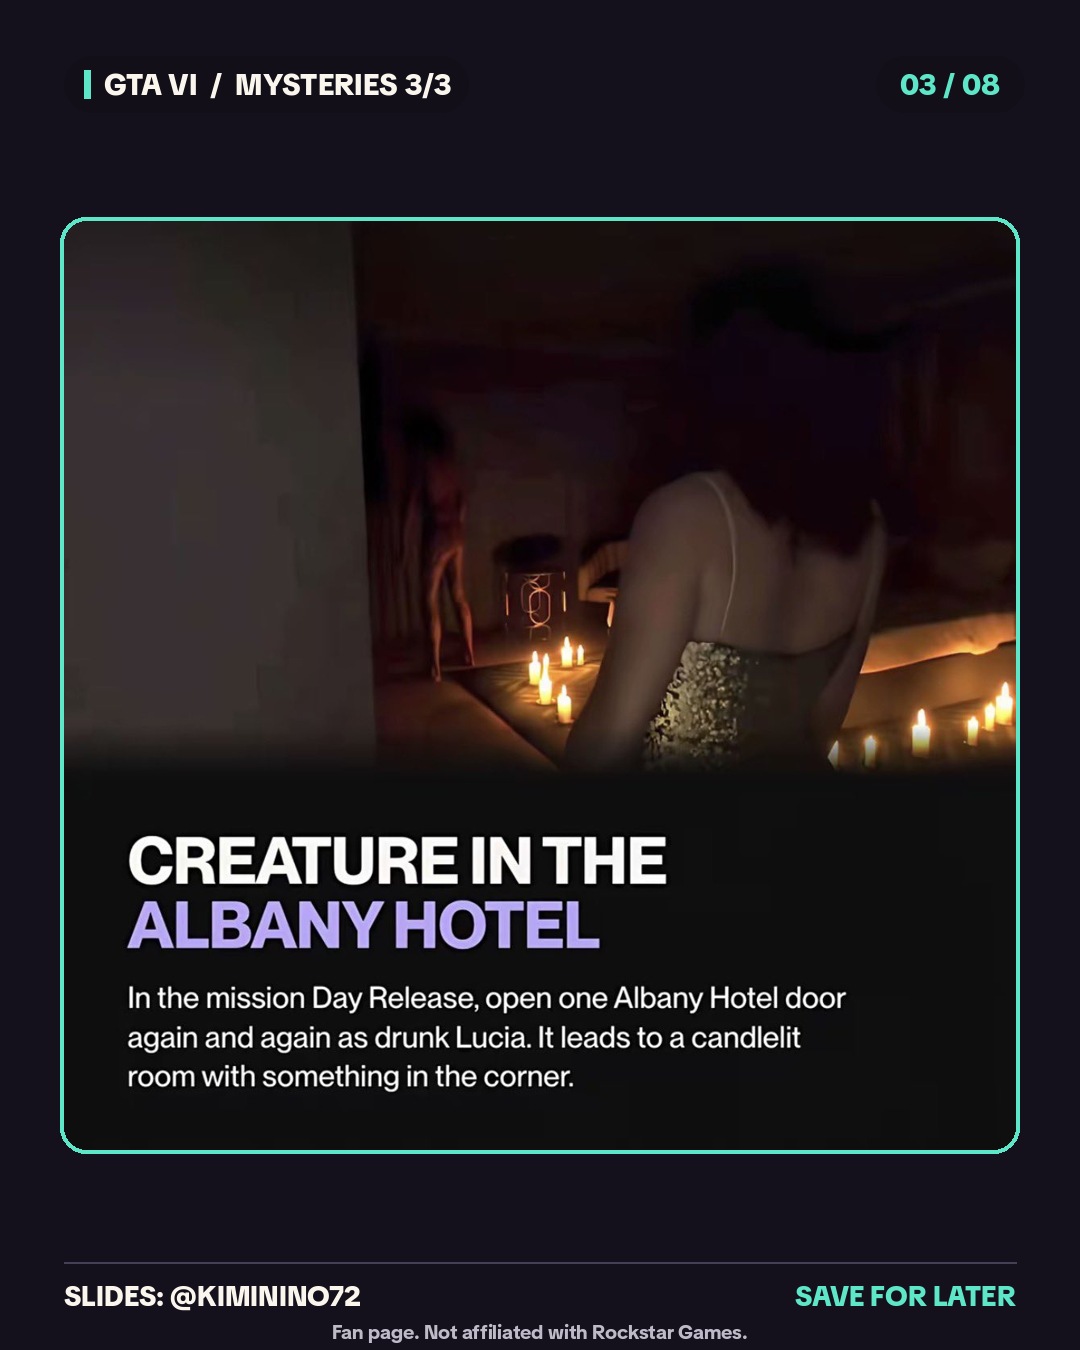 GTA VI / MYSTERIES 3/3
03 / 08
CREATURE IN THE
ALBANY HOTEL
In the mission Day Release, open one Albany Hotel door
again and again as drunk Lucia. It leads to a candlelit
room with something in the corner.
SLIDES: @KIMININO72
SAVE FOR LATER
Fan page. Not affiliated with Rockstar Games.